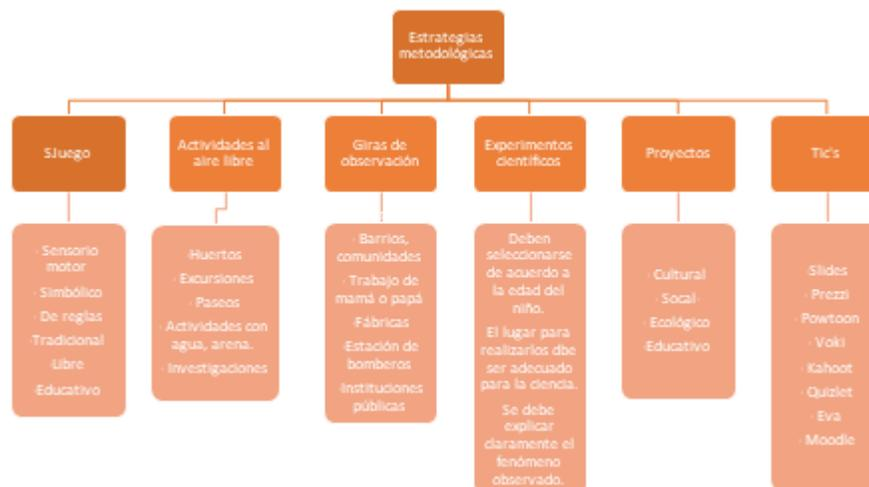 Estrategias
metodológicas
S.Juego
Actividades al
aire libre
Giras de
observación
Experimentos
científicos
Proyectos
Tic's
· Sensorio
motor
· Simbólico
· De reglas
·Tradicional
·Libre
·Educativo
·Huertos
· Excursiones
· Paseos
· Actividades con
agua, arena.
· Investigaciones
· Barrios,
comunidades
· Trabajo de
mamá o papá
·Fábricas
·Estación de
bomberos
·Instituciones
públicas
Deben
seleccionarse
de acuerdo a
la edad del
niño.
El lugar para
realizarlos dbe
ser adecuado
para la ciencia.
Se debe
explicar
claramente el
fenómeno
observado.
· Cultural
· Socal·
· Ecológico
·Educativo
·Slides
· Prezzi
· Powtoon
· Voki
· Kahoot
· Quizlet
· Eva
· Moodle